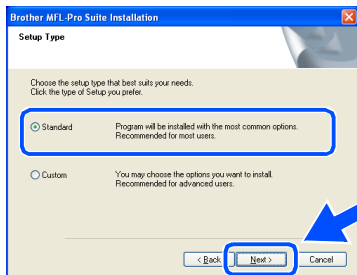 Brother MFL-Pro Suite Installation
Setup Type
Choose the setup type that best suits your needs.
Click the type of Setup you prefer.
Standard
Program will be installed with the most common options.
Recommended for most users.
Custom
You may choose the options you want to install.
Recommended for advanced users.
< Back
Next >
Cancel